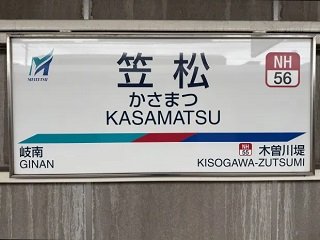 MEITETSU
NH
56
笠松
かさまつ
KASAMATSU
岐南
GINAN
NH
55
木曽川堤
KISOGAWA-ZUTSUMI